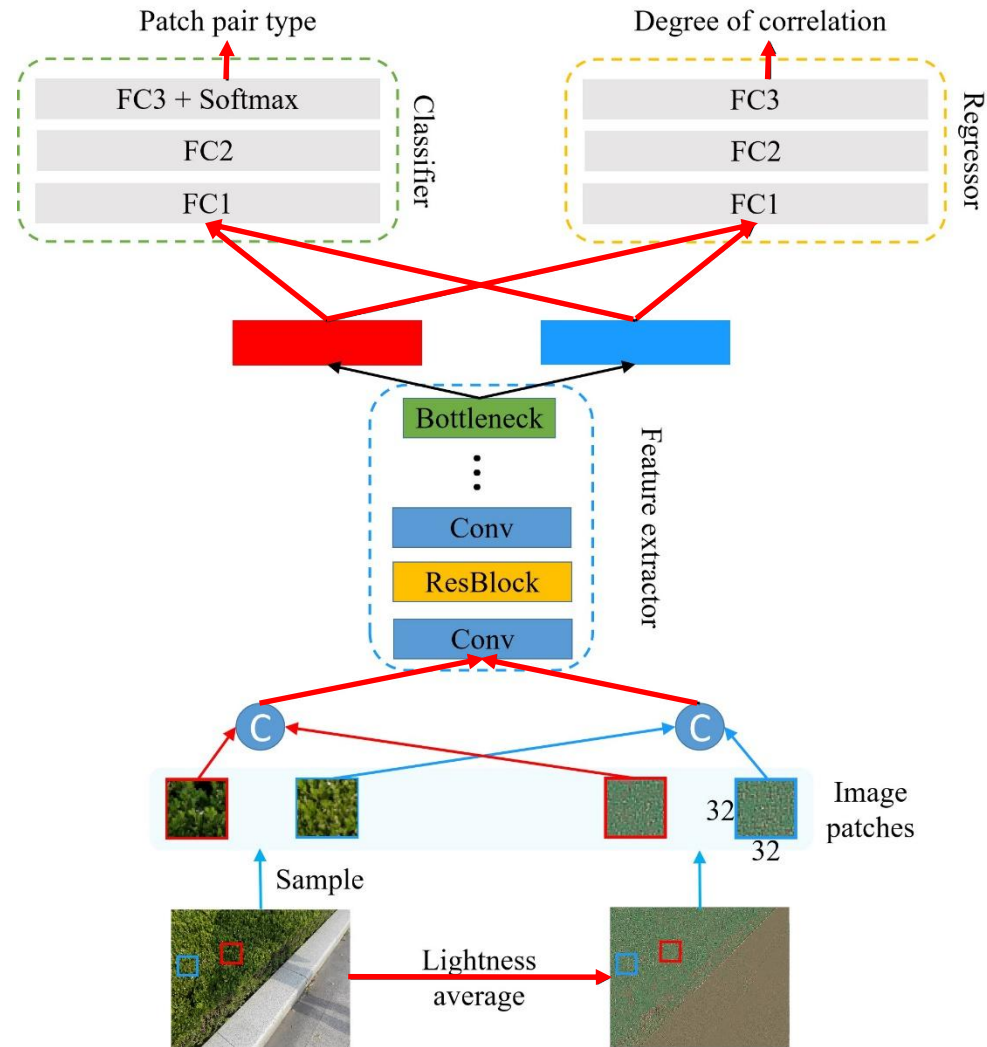 Patch pair type
Degree of correlation
FC3 + Softmax
FC2
FC1
Classifier
FC3
FC2
FC1
Regressor
Bottleneck
Conv
ResBlock
Conv
Feature extractor
C
C
32
32
Image
patches
Sample
Lightness
average